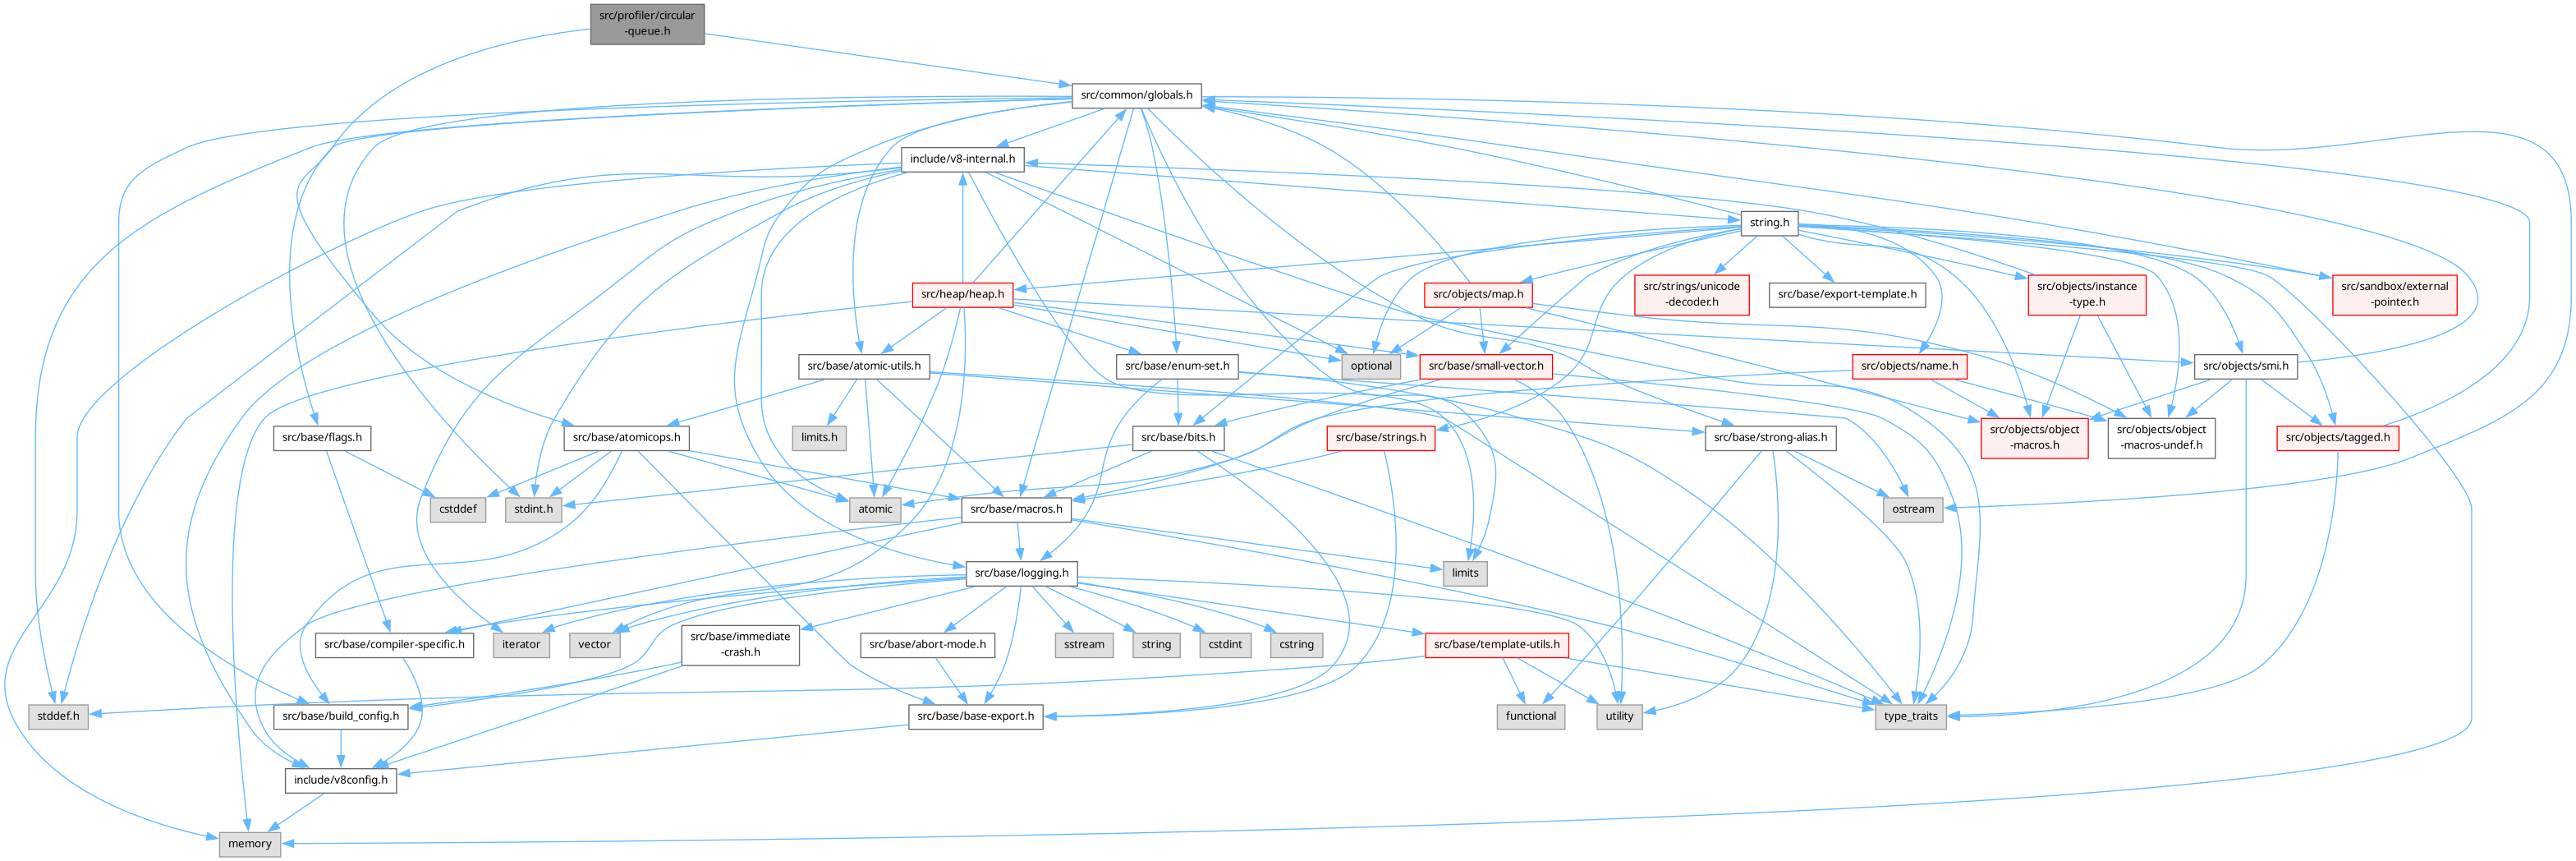 src/profiler/circular
-queue.h
src/common/globals.h
include/v8-internal.h
string.h
src/heap/heap.h
src/objects/map.h
src/strings/unicode
-decoder.h
src/base/export-template.h
src/objects/instance
-type.h
src/sandbox/external
-pointer.h
src/base/atomic-utils.h
src/base/enum-set.h
optional
src/base/small-vector.h
src/objects/name.h
src/objects/smi.h
src/base/flags.h
src/base/atomicops.h
limits.h
src/base/bits.h
src/base/strings.h
src/base/strong-alias.h
src/objects/object
-macros.h
src/objects/object
-macros-undef.h
src/objects/tagged.h
cstddef
stdint.h
atomic
src/base/macros.h
ostream
src/base/logging.h
limits
src/base/compiler-specific.h
iterator
vector
src/base/immediate
-crash.h
src/base/abort-mode.h
sstream
string
cstdint
cstring
src/base/template-utils.h
stddef.h
src/base/build_config.h
src/base/base-export.h
functional
utility
type_traits
include/v8config.h
memory